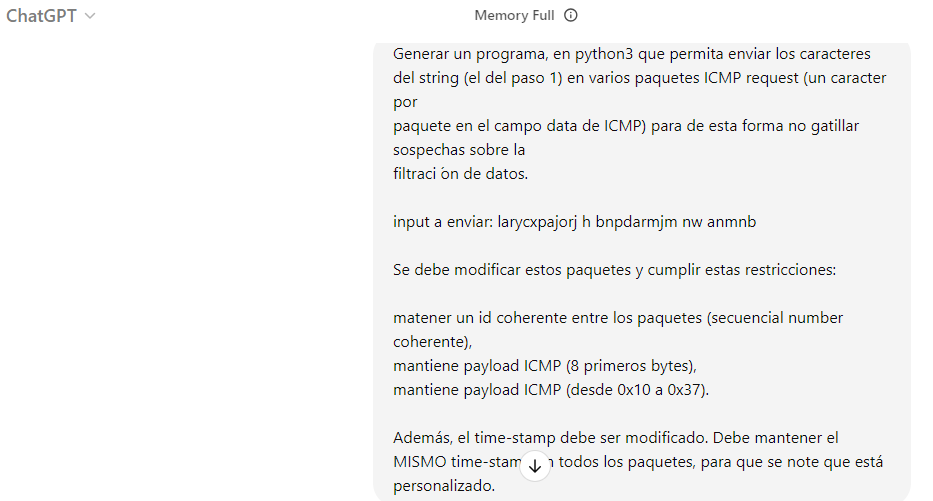 ChatGPT
Memory Full
Generar un programa, en python3 que permita enviar los caracteres
del string (el del paso 1) en varios paquetes ICMP request (un caracter
por
paquete en el campo data de ICMP) para de esta forma no gatillar
sospechas sobre la
filtraci ́on de datos.
input a enviar: larycxpajorj h bnpdarmjm nw anmnb
Se debe modificar estos paquetes y cumplir estas restricciones:
matener un id coherente entre los paquetes (secuencial number
coherente),
mantiene payload ICMP (8 primeros bytes),
mantiene payload ICMP (desde 0x10 a 0x37).
Además, el time-stamp debe ser modificado. Debe mantener el
MISMO todos los paquetes, para que se note que está
personalizado.